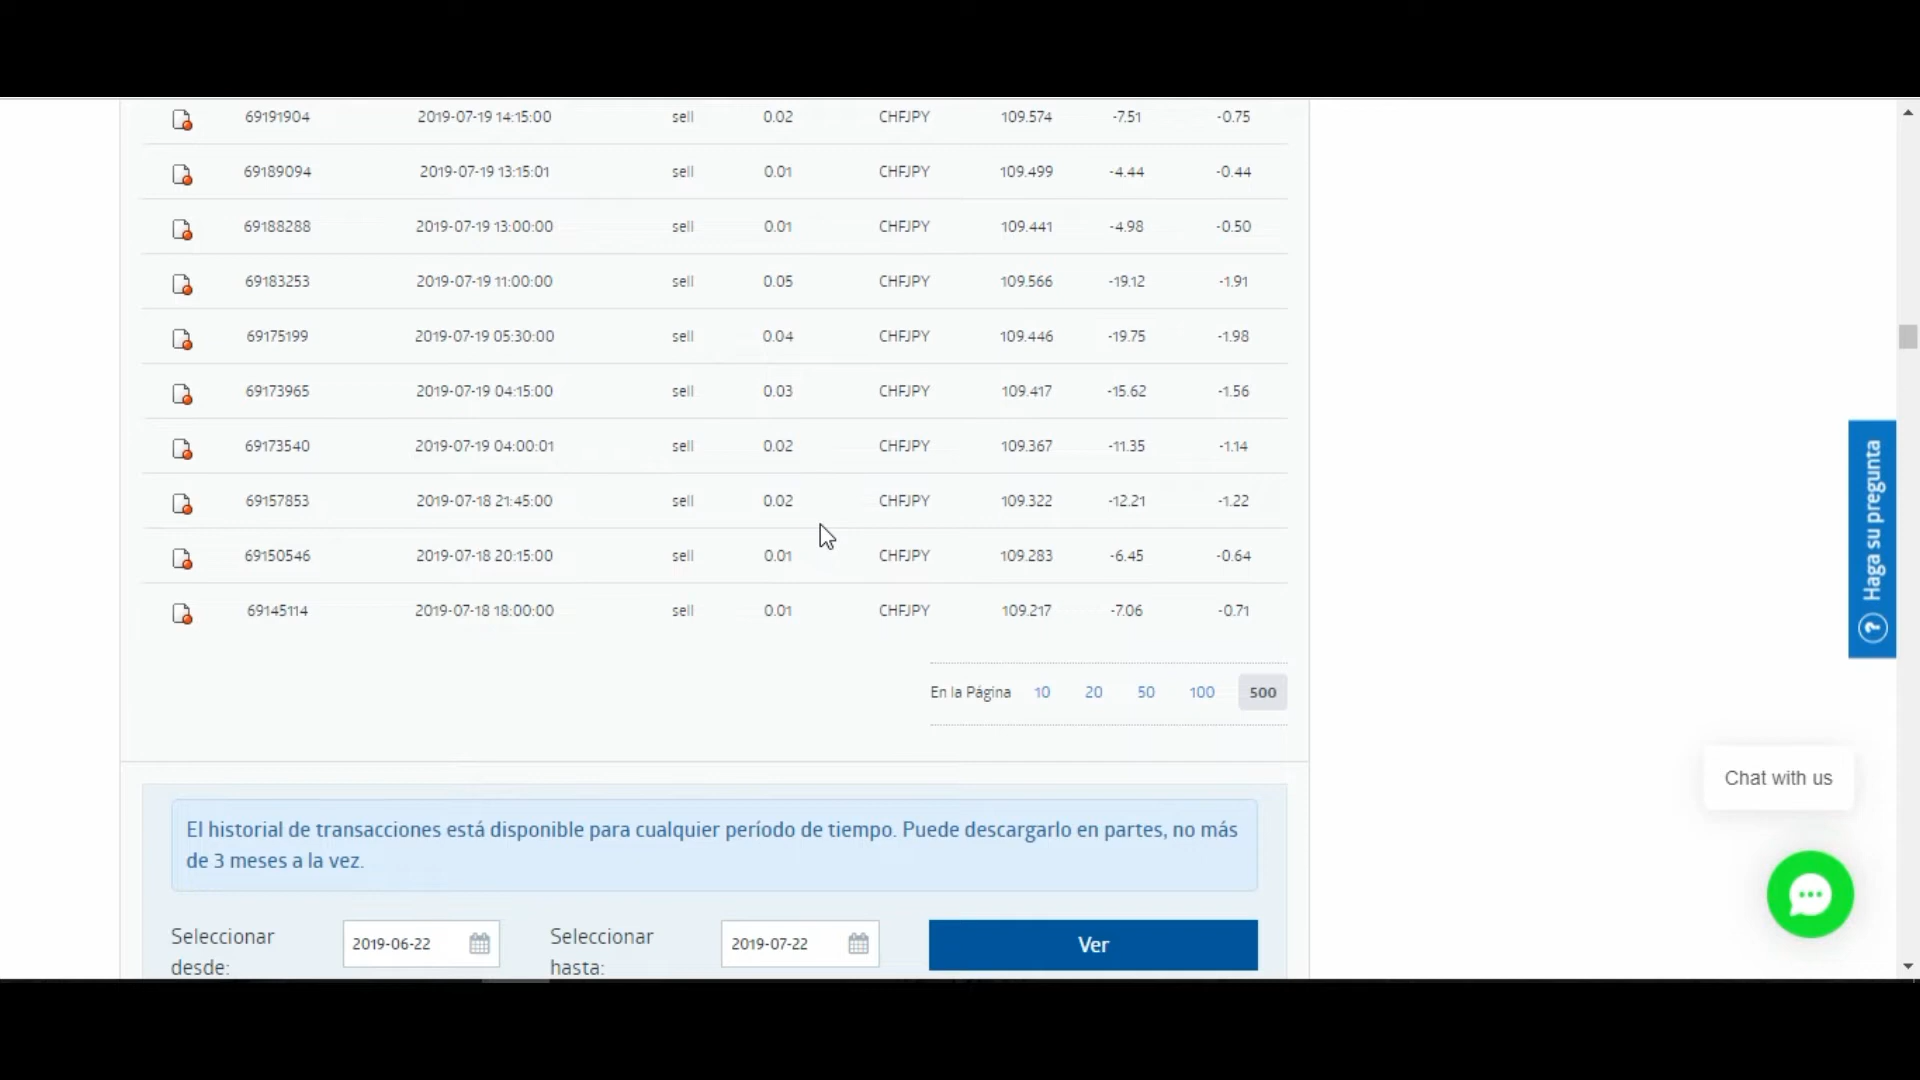 69191904 2019-07-19 14:15:00 sell 0.02 CHFJPY 109.574 -7.51 -0.75
69189094 2019-07-19 13:15:01 sell 0.01 CHFJPY 109.499 -4.44 -0.44
69188288 2019-07-19 13:00:00 sell 0.01 CHFJPY 109.441 -4.98 -0.50
69183253 2019-07-19 11:00:00 sell 0.05 CHFJPY 109.566 -19.12 -1.91
69175199 2019-07-19 05:30:00 sell 0.04 CHFJPY 109.446 -19.75 -1.98
69173965 2019-07-19 04:15:00 sell 0.03 CHFJPY 109.417 -15.62 -1.56
69173540 2019-07-19 04:00:01 sell 0.02 CHFJPY 109.367 -11.35 -1.14
69157853 2019-07-18 21:45:00 sell 0.02 CHFJPY 109.322 -12.21 -1.22
69150546 2019-07-18 20:15:00 sell 0.01 CHFJPY 109.283 -6.45 -0.64
69145114 2019-07-18 18:00:00 sell 0.01 CHFJPY 109.217 -7.06 -0.71
En la Página 10 20 50 100 500
El historial de transacciones está disponible para cualquier período de tiempo. Puede descargarlo en partes, no más
de 3 meses a la vez.
Seleccionar
desde:
2019-06-22
Seleccionar
hasta:
2019-07-22
Ver
Haga su pregunta
?
Chat with us